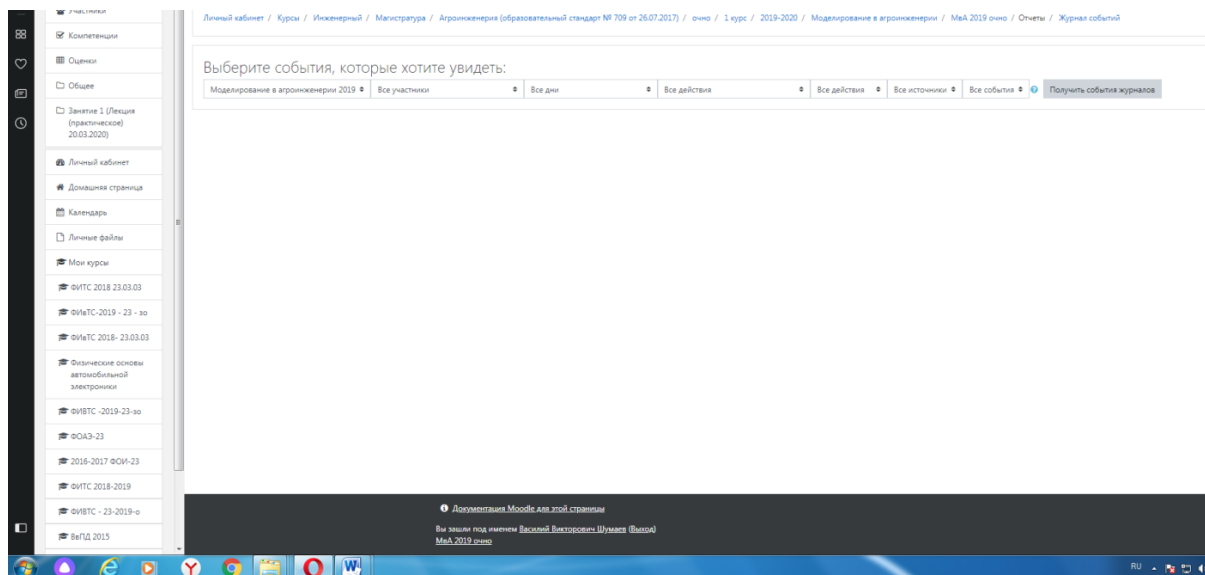 Участники
Компетенции
Оценки
Общее
Занятие 1 (Лекция
(практическое)
20.03.2020)
Личный кабинет
Домашняя страница
Календарь
Личные файлы
Мои курсы
ФИТС 2018 23.03.03
ФИвТС-2019 - 23 - зо
ФИвТС 2018- 23.03.03
Физические основы
автомобильной
электроники
ФИВТС -2019-23-зо
ФОАЭ-23
2016-2017 ФОИ-23
ФИТС 2018-2019
ФИВТС - 23-2019-о
ВвПД 2015
Личный кабинет / Курсы / Инженерный / Магистратура / Агроинженерия (образовательный стандарт № 709 от 26.07.2017) / очно / 1 курс / 2019-2020 / Моделирование в агроинженерии / МвА 2019 очно / Отчеты / Журнал событий
Выберите события, которые хотите увидеть:
Моделирование в агроинженерии 2019 Все участники Все дни Все действия Все действия Все источники Все события Получить события журналов
Документация Moodle для этой страницы
Вы зашли под именем Василий Викторович Шумаев (Выход)
МвА 2019 очно
RU